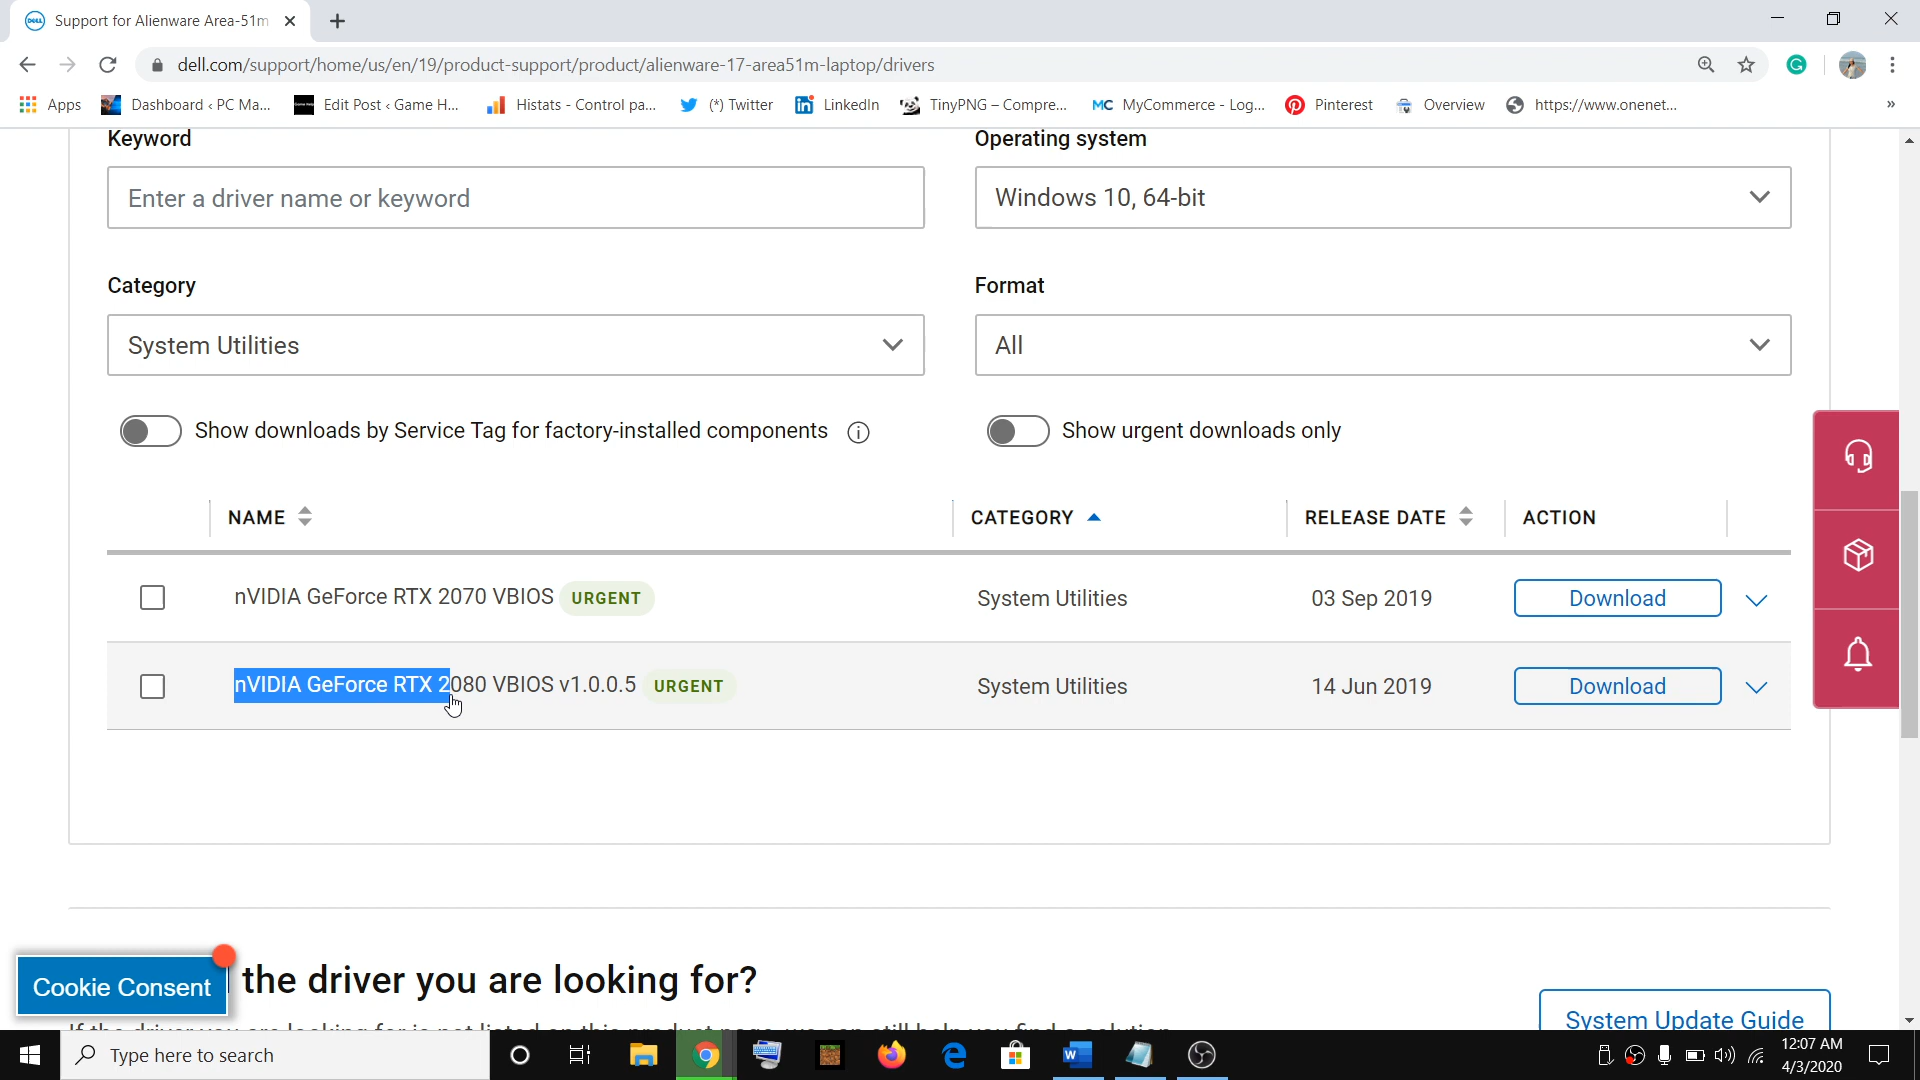 Support for Alienware Area-51m
dell.com/support/home/us/en/19/product-support/product/alienware-17-area51m-laptop/drivers
Apps Dashboard ‹ PC Ma... Edit Post ‹ Game H... Histats - Control pa... (*) Twitter LinkedIn TinyPNG – Compre... MC MyCommerce - Log... Pinterest Overview https://www.onenet... »
Keyword Operating system
Enter a driver name or keyword Windows 10, 64-bit
Category Format
System Utilities All
Show downloads by Service Tag for factory-installed components Show urgent downloads only
NAME CATEGORY RELEASE DATE ACTION
nVIDIA GeForce RTX 2070 VBIOS URGENT System Utilities 03 Sep 2019 Download
nVIDIA GeForce RTX 2080 VBIOS v1.0.0.5 URGENT System Utilities 14 Jun 2019 Download
the driver you are looking for?
Cookie Consent
System Update Guide
Type here to search
12:07 AM
4/3/2020